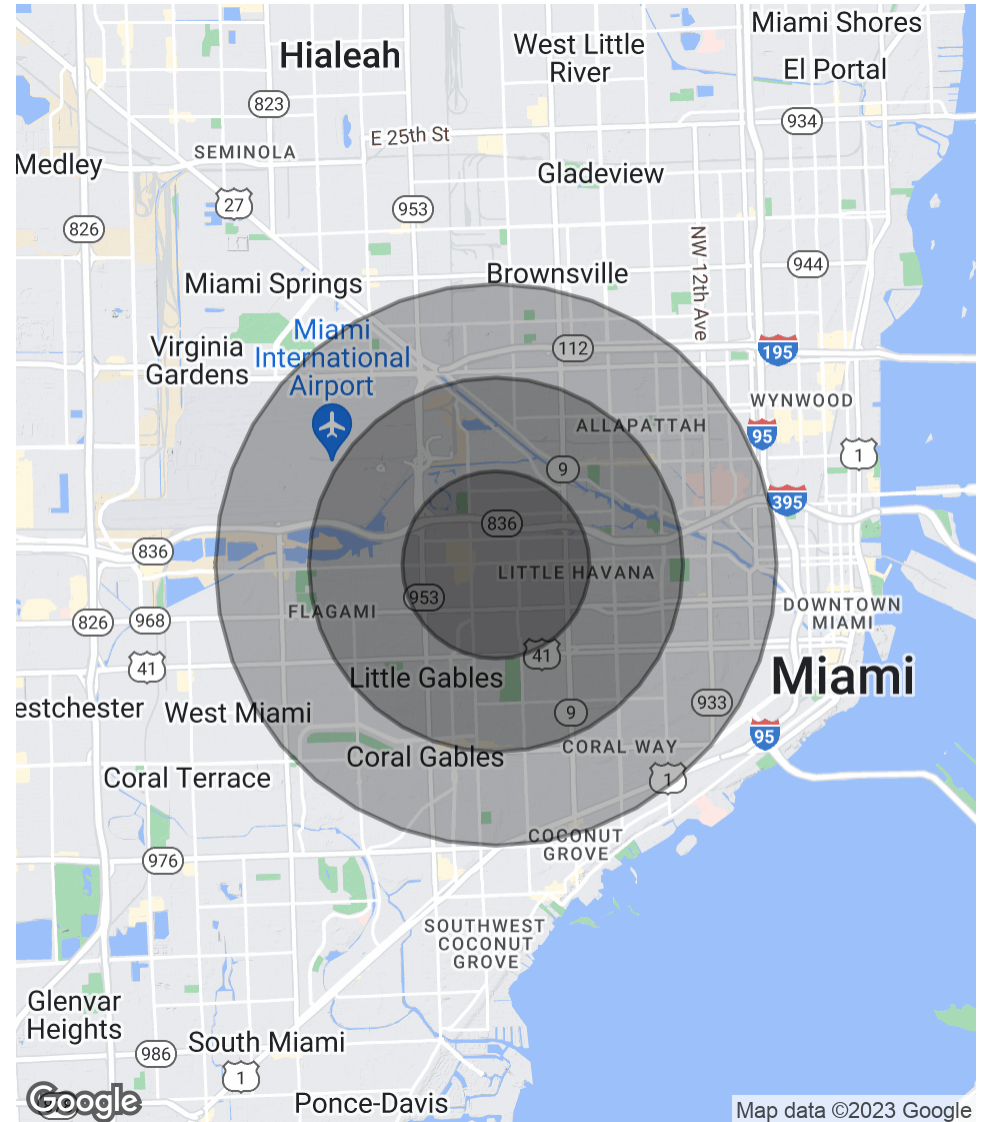 Miami Shores
Hialeah
West Little
River
El Portal
823
934
E 25th St
SEMINOLA
Medley
Gladeview
27
953
826
NW 12th Ave
944
Brownsville
Miami Springs
Miami
International
Airport
Virginia
Gardens
112
195
WYNWOOD
ALLAPATTAH
95
1
9
395
836
836
LITTLE HAVANA
953
FLAGAMI
DOWNTOWN
MIAMI
826
968
41
41
Little Gables
Miami
estchester
West Miami
9
933
95
CORAL WAY
Coral Gables
Coral Terrace
1
COCONUT
GROVE
976
SOUTHWEST
COCONUT
GROVE
Glenvar
Heights
South Miami
986
1
Google
Ponce-Davis
Map data ©2023 Google